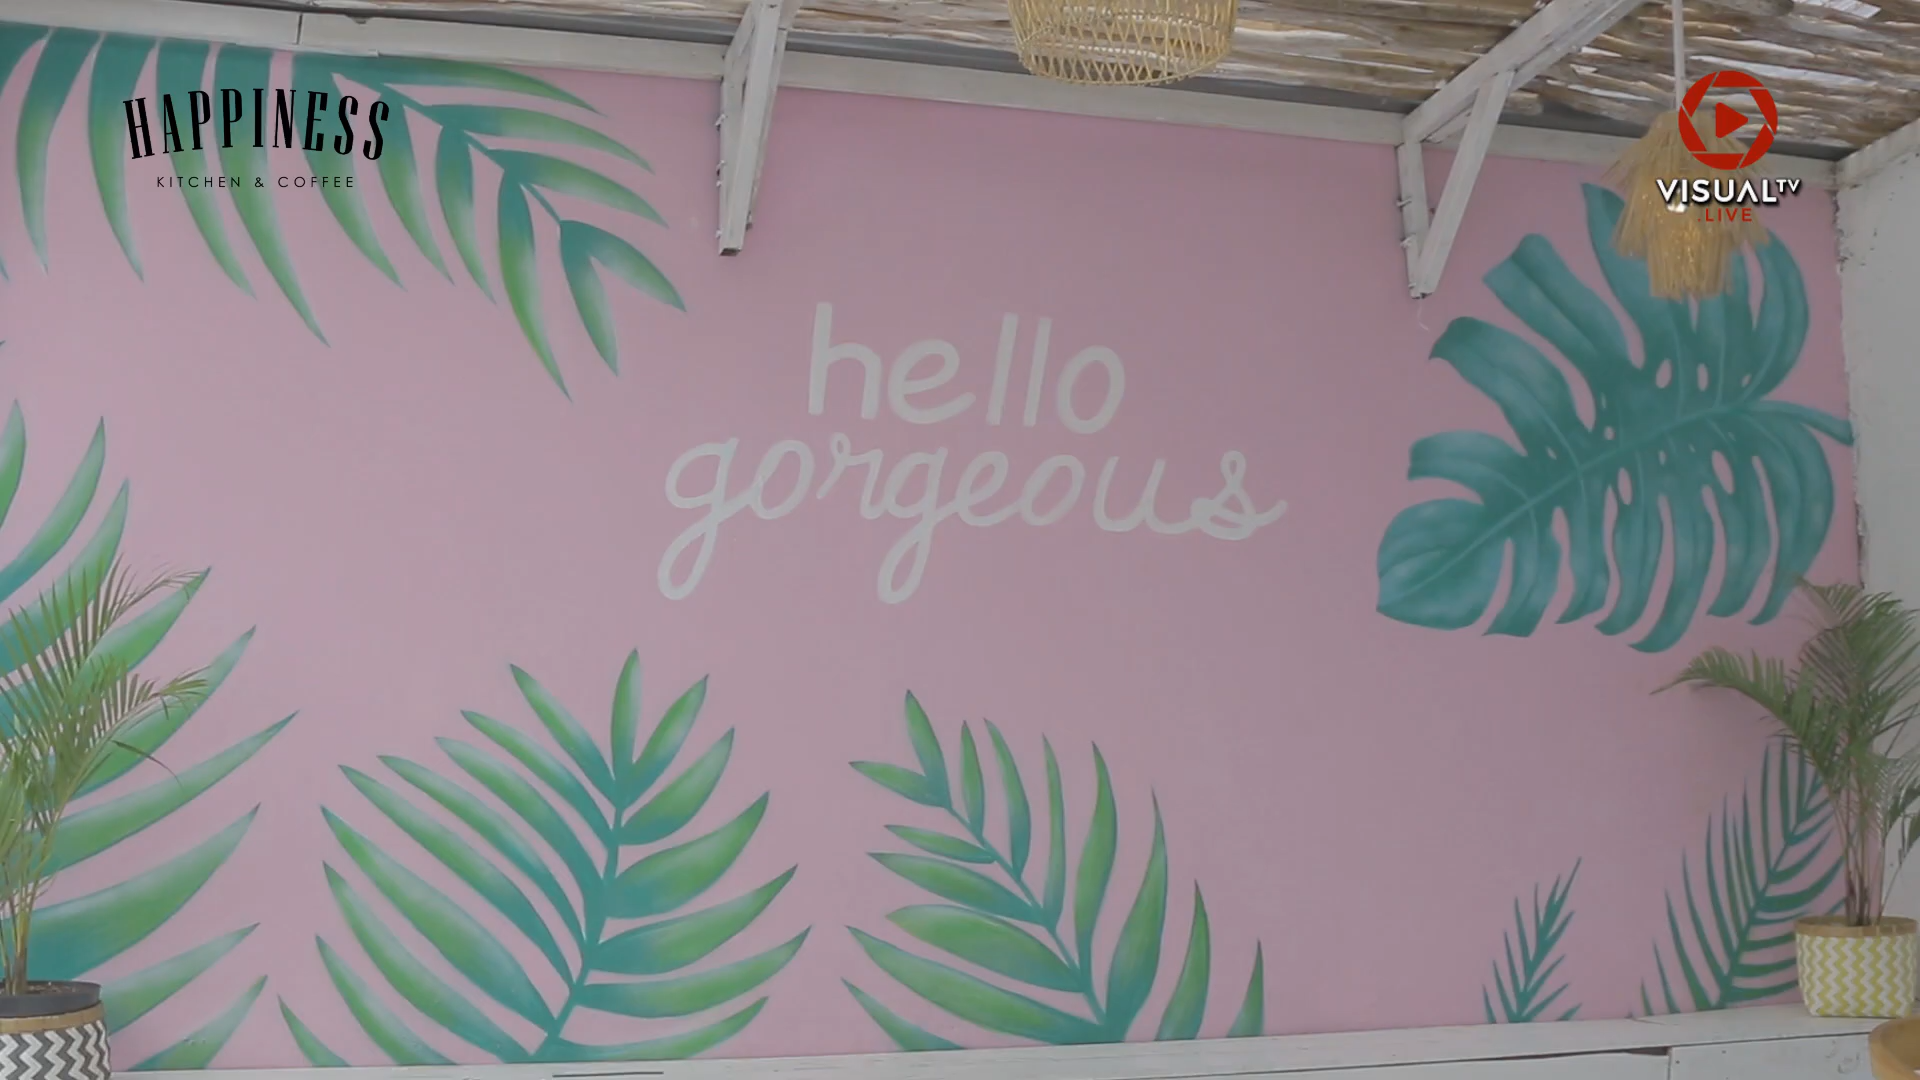 HAPPINESS
KITCHEN & COFFEE
VISUALTV
.LIVE
hello
gorgeous